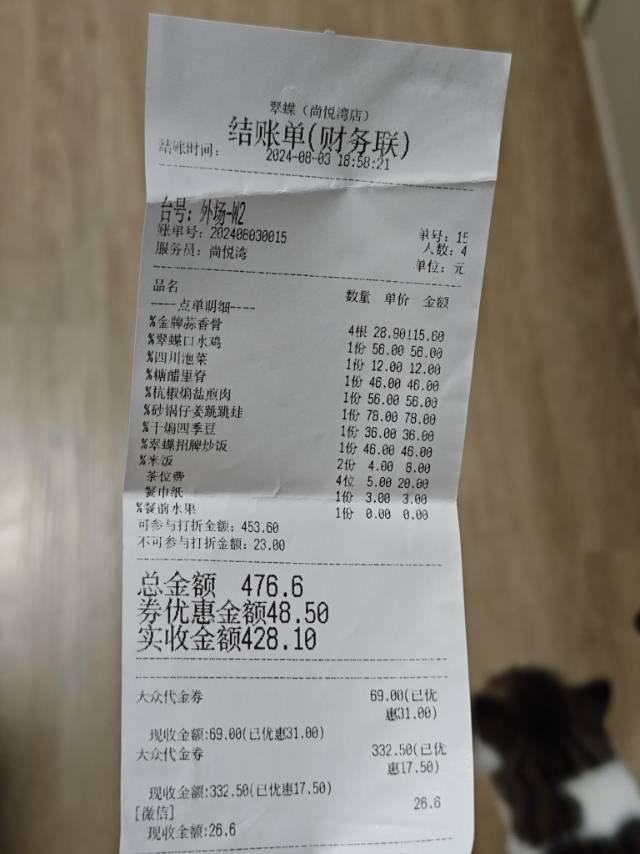 翠蝶（尚悦湾店）
结账单(财务联)
结账时间： 2024-08-03 18:58:21
台号：外场-W2
账单号：202408030015 单号：15
服务员：尚悦湾 人数：4
单位：元
品名 数量 单价 金额
-----点单明细----
%金牌蒜香骨 4根 28.90115.60
%翠蝶口水鸡 1份 56.00 56.00
%四川泡菜 1份 12.00 12.00
%糖醋里脊 1份 46.00 46.00
%杭椒煸盐煎肉 1份 56.00 56.00
%砂锅仔姜跳跳蛙 1份 78.00 78.00
%干煸四季豆 1份 36.00 36.00
%翠蝶招牌炒饭 1份 46.00 46.00
%米饭 2份 4.00 8.00
茶位费 4位 5.00 20.00
餐巾纸 1份 3.00 3.00
%餐前水果 1份 0.00 0.00
可参与打折金额：453.60
不可参与打折金额：23.00
总金额 476.6
券优惠金额48.50
实收金额428.10
大众代金券 69.00(已优
惠31.00)
现收金额:69.00(已优惠31.00)
大众代金券 332.50(已优
惠17.50)
现收金额:332.50(已优惠17.50)
[微信] 26.6
现收金额:26.6